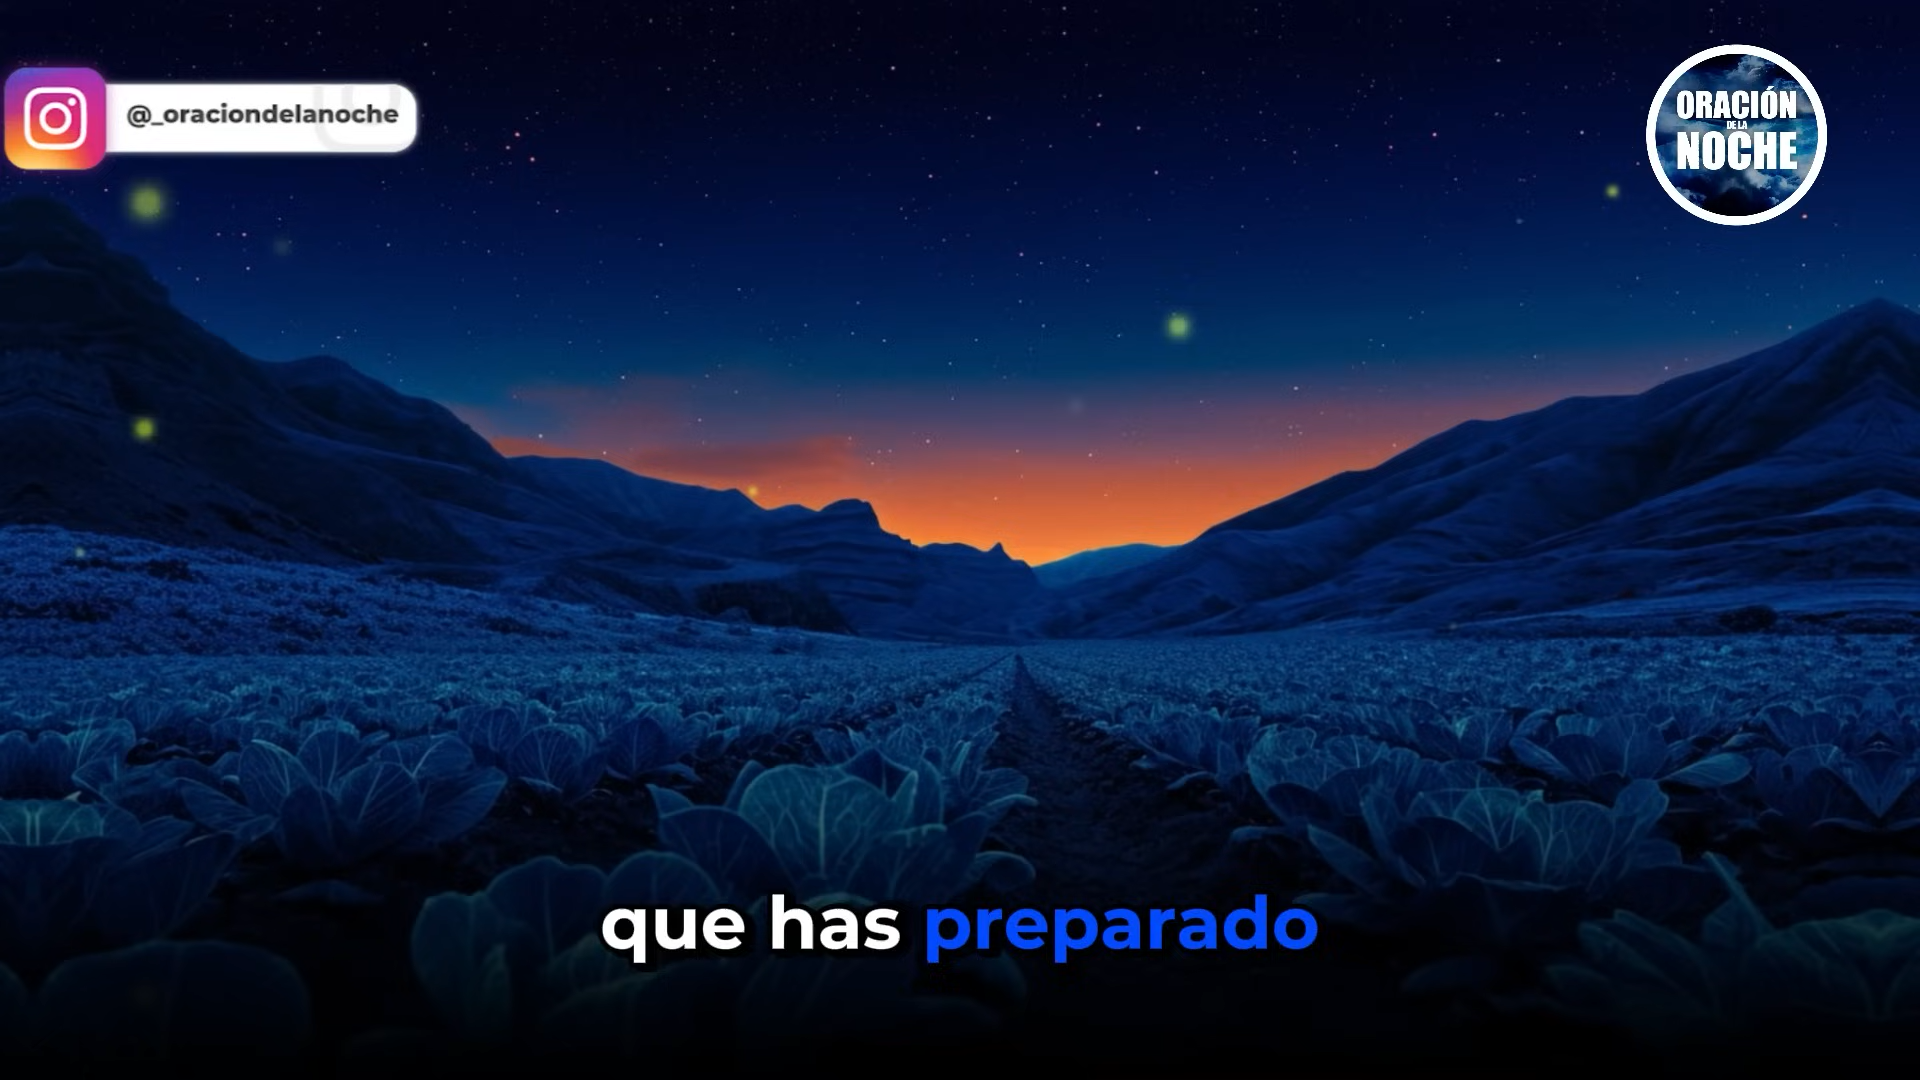 @_oraciondelanoche
ORACIÓN
DE LA
NOCHE
que has preparado